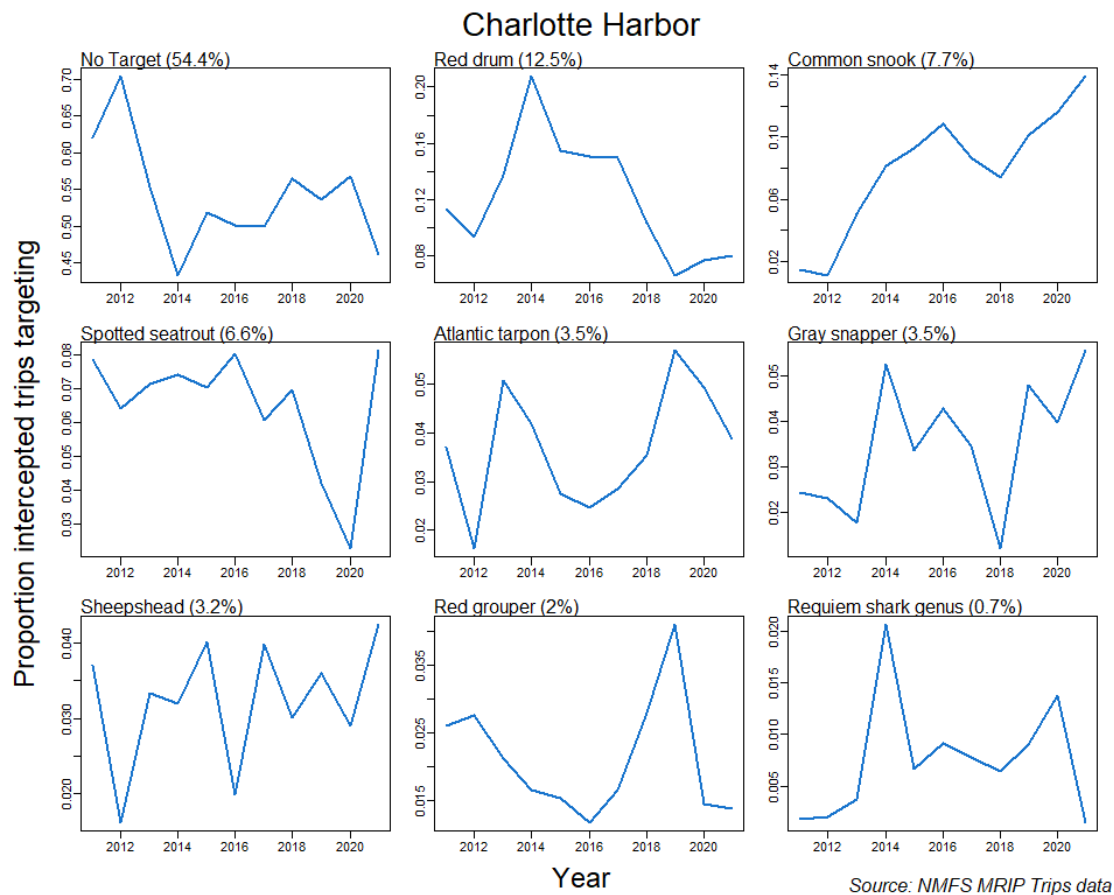 Charlotte Harbor
Proportion intercepted trips targeting
No Target (54.4%)
0.70
0.65
0.60
0.55
0.50
0.45
2012 2014 2016 2018 2020
Red drum (12.5%)
0.20
0.16
0.12
0.08
2012 2014 2016 2018 2020
Common snook (7.7%)
0.14
0.10
0.06
0.02
2012 2014 2016 2018 2020
Spotted seatrout (6.6%)
0.08
0.07
0.06
0.05
0.04
0.03
2012 2014 2016 2018 2020
Atlantic tarpon (3.5%)
0.05
0.04
0.03
0.02
2012 2014 2016 2018 2020
Gray snapper (3.5%)
0.05
0.04
0.03
0.02
2012 2014 2016 2018 2020
Sheepshead (3.2%)
0.040
0.030
0.020
2012 2014 2016 2018 2020
Red grouper (2%)
0.035
0.025
0.015
2012 2014 2016 2018 2020
Requiem shark genus (0.7%)
0.020
0.015
0.010
0.005
2012 2014 2016 2018 2020
Year
Source: NMFS MRIP Trips data